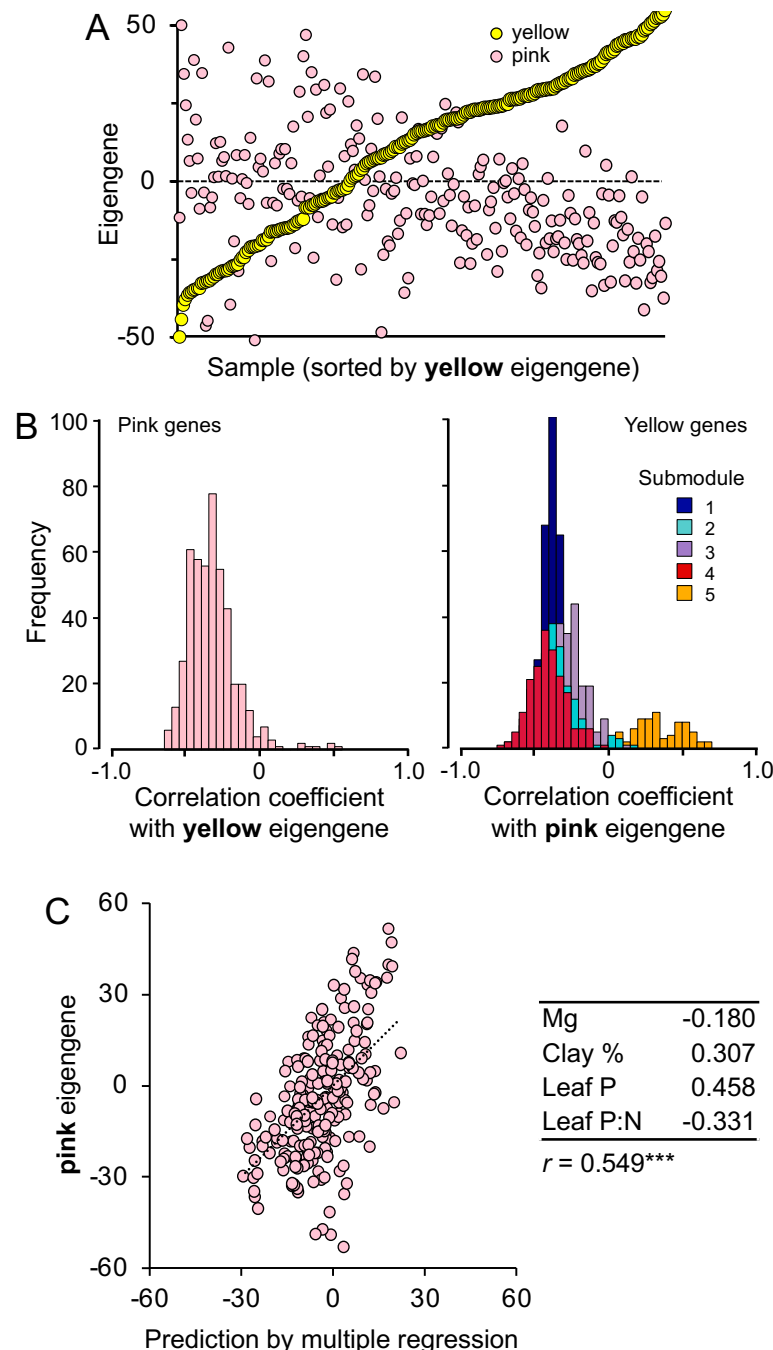 A
50
yellow
pink
Eigengene
0
-50
Sample (sorted by yellow eigengene)
B
100
Pink genes
Yellow genes
Submodule
80
1
2
60
3
4
5
Frequency
40
20
0
-1.0
0
1.0
-1.0
0
1.0
Correlation coefficient
with yellow eigengene
Correlation coefficient
with pink eigengene
C
60
30
pink eigengene
0
-30
-60
-60
-30
0
30
60
Prediction by multiple regression
Mg -0.180
Clay % 0.307
Leaf P 0.458
Leaf P:N -0.331
r = 0.549***